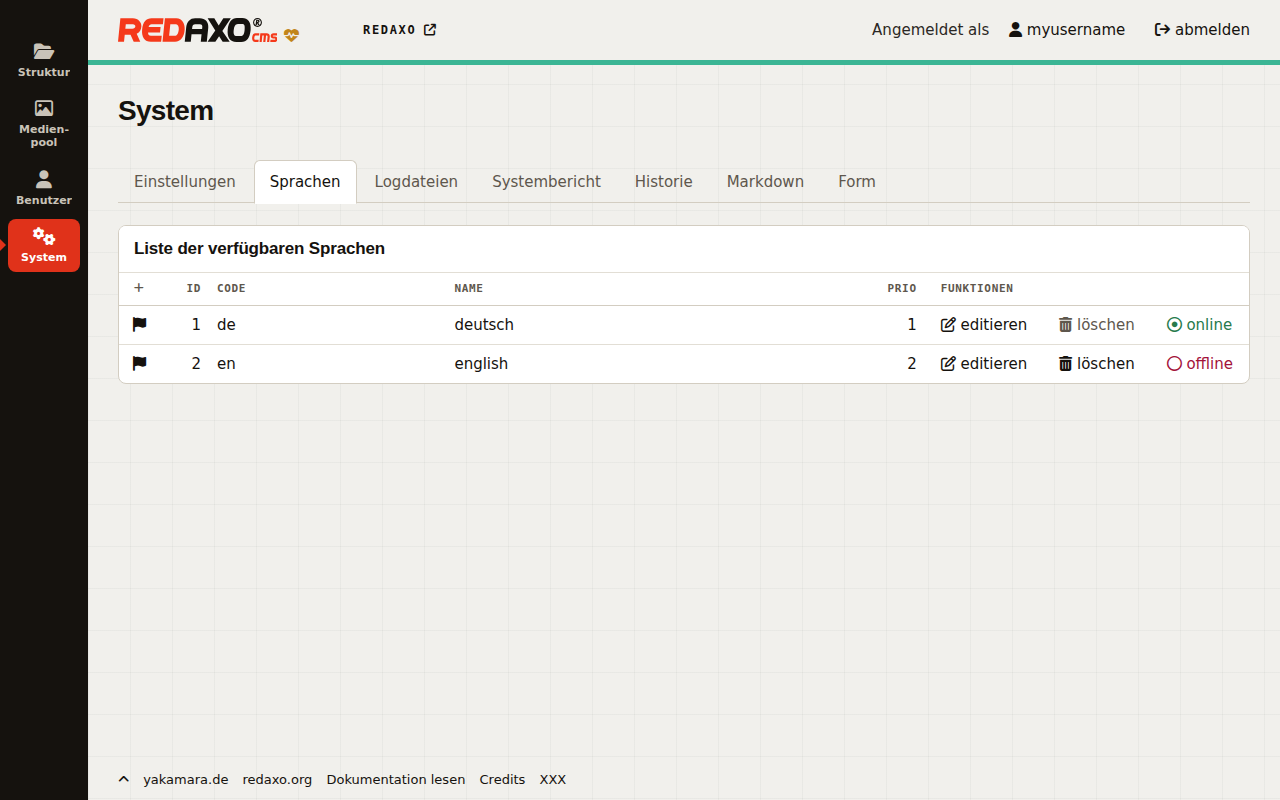 REDAXO® cms
REDAXO
Angemeldet als myusername abmelden
Struktur
Medien-
pool
Benutzer
System
System
Einstellungen Sprachen Logdateien Systembericht Historie Markdown Form
Liste der verfügbaren Sprachen
+ ID CODE NAME PRIO FUNKTIONEN
1 de deutsch 1 editieren löschen online
2 en english 2 editieren löschen offline
yakamara.de redaxo.org Dokumentation lesen Credits XXX